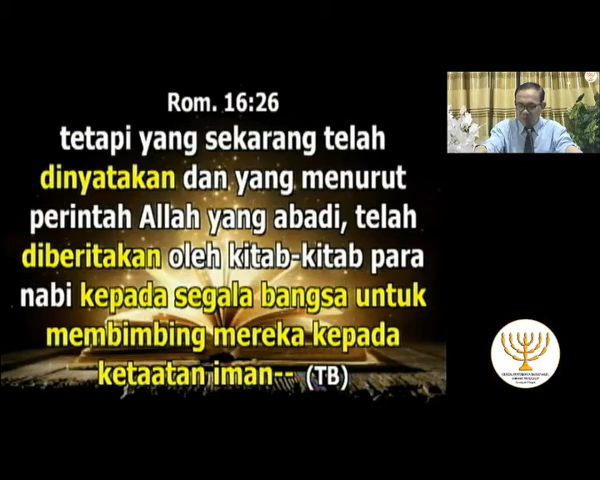 Rom. 16:26
tetapi yang sekarang telah
dinyatakan dan yang menurut
perintah Allah yang abadi, telah
diberitakan oleh kitab-kitab para
nabi kepada segala bangsa untuk
membimbing mereka kepada
ketaatan iman-- (TB)